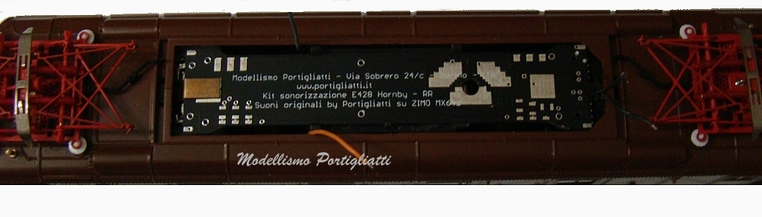 Modellismo Portigliatti - Via Sobrero 24/c -
www.portigliatti.it
Kit sonorizzazione E428 Hornby - RR
Suoni originali by Portigliatti su ZIMO
Modellismo Portigliatti